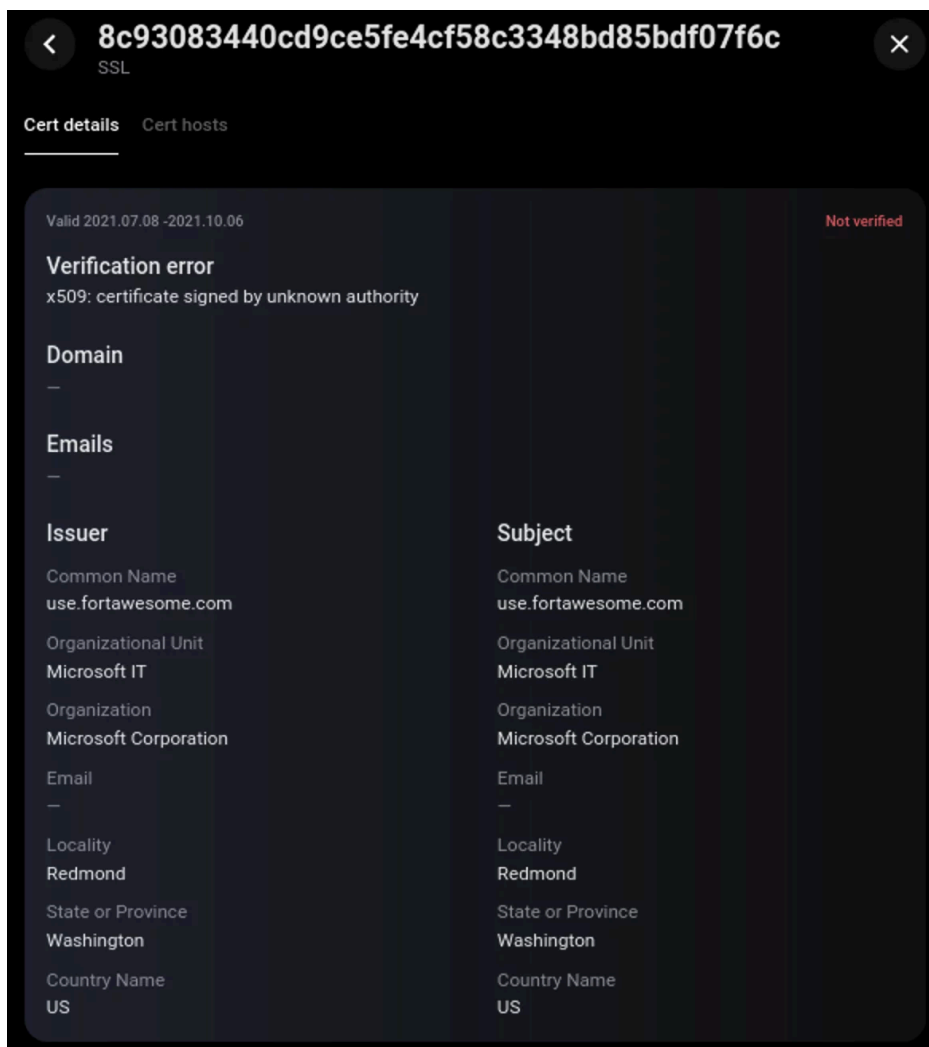 8c93083440cd9ce5fe4cf58c3348bd85bdf07f6c
SSL
Cert details Cert hosts
Valid 2021.07.08 -2021.10.06 Not verified
Verification error
x509: certificate signed by unknown authority
Domain
—
Emails
—
Issuer Subject
Common Name Common Name
use.fortawesome.com use.fortawesome.com
Organizational Unit Organizational Unit
Microsoft IT Microsoft IT
Organization Organization
Microsoft Corporation Microsoft Corporation
Email Email
— —
Locality Locality
Redmond Redmond
State or Province State or Province
Washington Washington
Country Name Country Name
US US